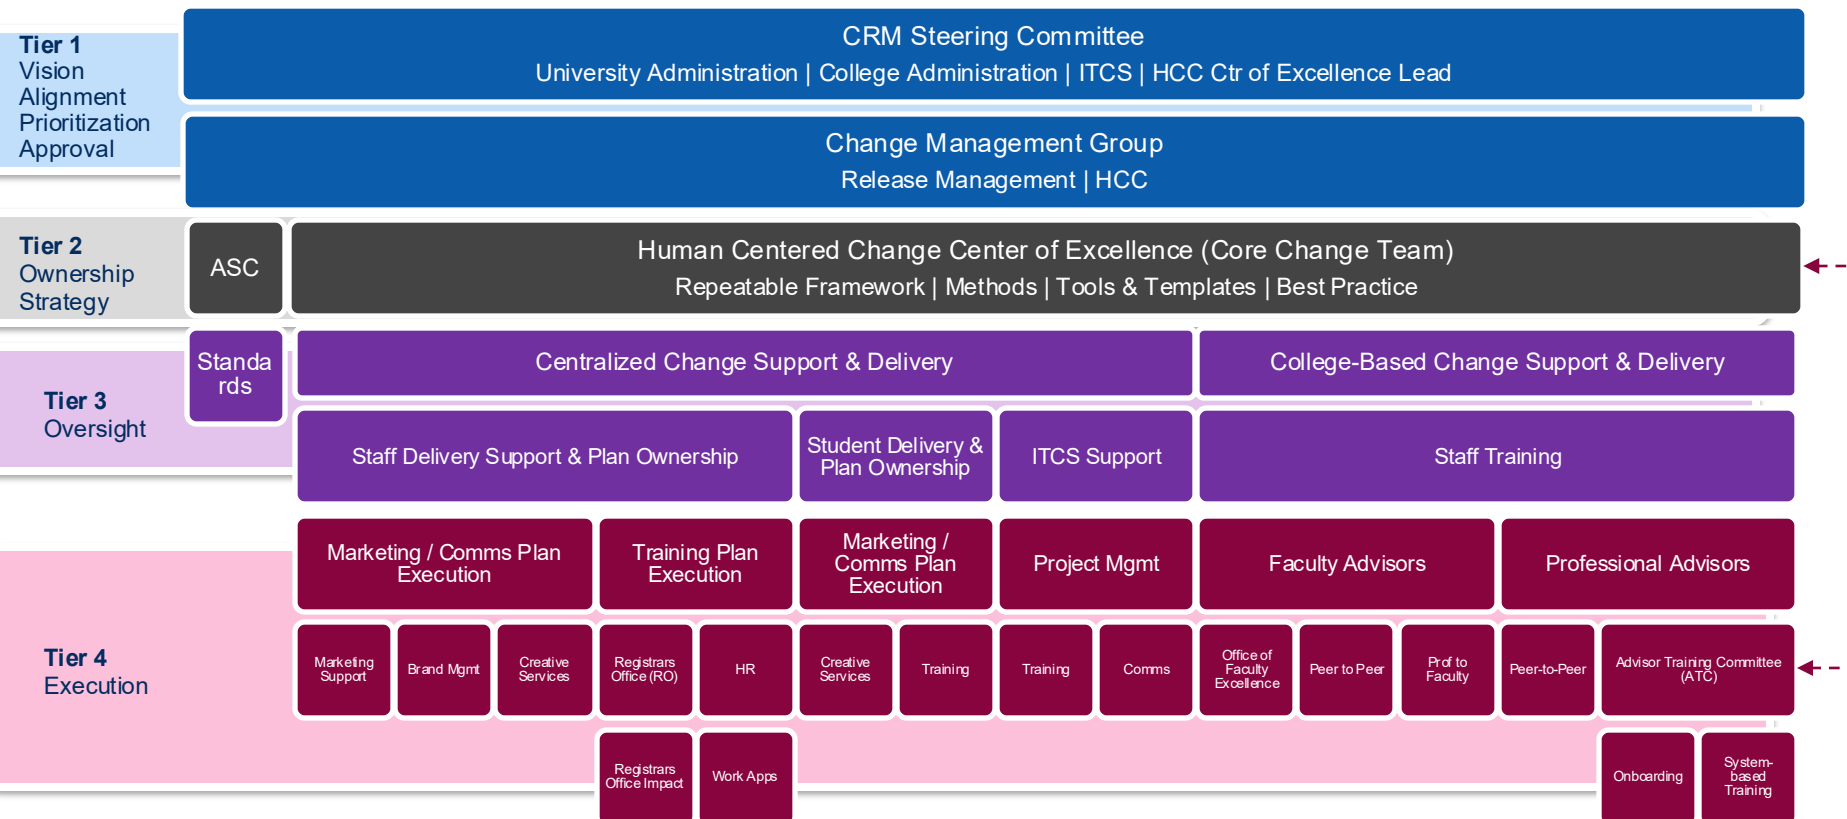 Tier 1
Vision
Alignment
Prioritization
Approval
CRM Steering Committee
University Administration | College Administration | ITCS | HCC Ctr of Excellence Lead
Change Management Group
Release Management | HCC
Tier 2
Ownership
Strategy
ASC
Human Centered Change Center of Excellence (Core Change Team)
Repeatable Framework | Methods | Tools & Templates | Best Practice
Tier 3
Oversight
Standa
rds
Centralized Change Support & Delivery
College-Based Change Support & Delivery
Staff Delivery Support & Plan Ownership
Student Delivery &
Plan Ownership
ITCS Support
Staff Training
Tier 4
Execution
Marketing / Comms Plan
Execution
Training Plan
Execution
Marketing /
Comms Plan
Execution
Project Mgmt
Faculty Advisors
Professional Advisors
Marketing
Support
Brand Mgmt
Creative
Services
Registrars
Office (RO)
HR
Creative
Services
Training
Training
Comms
Office of
Faculty
Excellence
Peer to Peer
Prof to
Faculty
Peer-to-Peer
Advisor Training Committee
(ATC)
Registrars
Office Impact
Work Apps
Onboarding
System-
based
Training